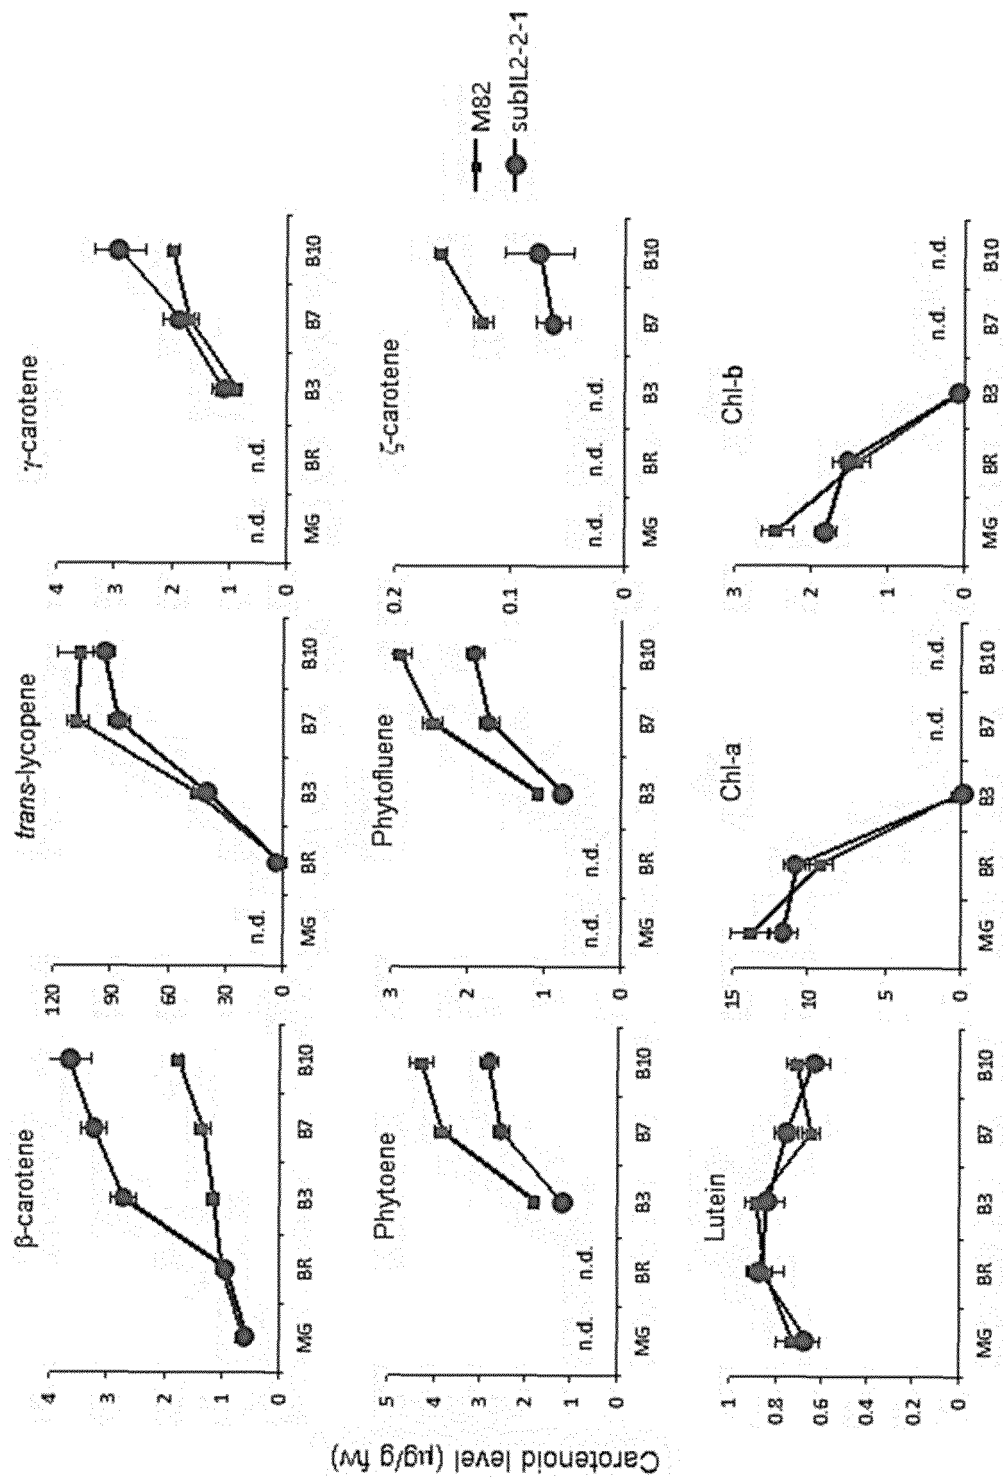 Carotenoid level (µg/g fw)
β-carotene
4
3
2
1
0
MG BR B3 B7 B10
trans-lycopene
120
90
60
30
0
n.d.
MG BR B3 B7 B10
γ-carotene
4
3
2
1
0
n.d. n.d.
MG BR B3 B7 B10
Phytoene
5
4
3
2
1
0
n.d. n.d.
MG BR B3 B7 B10
Phytofluene
3
2
1
0
n.d. n.d.
MG BR B3 B7 B10
ζ-carotene
0.2
0.1
0
n.d. n.d. n.d.
MG BR B3 B7 B10
M82
subIL2-2-1
Lutein
1
0.8
0.6
0.4
0.2
0
MG BR B3 B7 B10
Chl-a
15
10
5
0
n.d. n.d.
MG BR B3 B7 B10
Chl-b
3
2
1
0
n.d. n.d.
MG BR B3 B7 B10